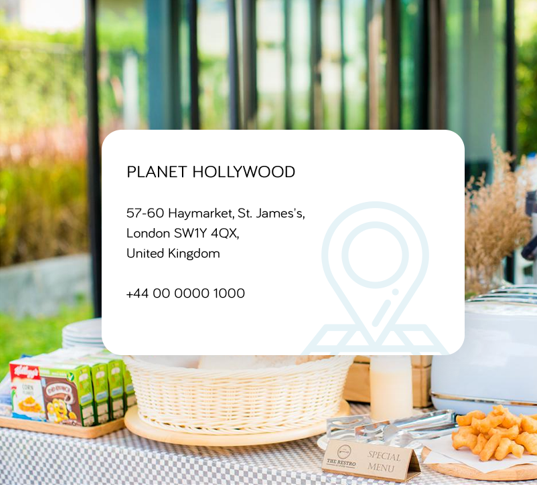 PLANET HOLLYWOOD
57-60 Haymarket, St. James's,
London SW1Y 4QX,
United Kingdom
+44 00 0000 1000
Kellogg's
THE RESTRO
SPECIAL
MENU